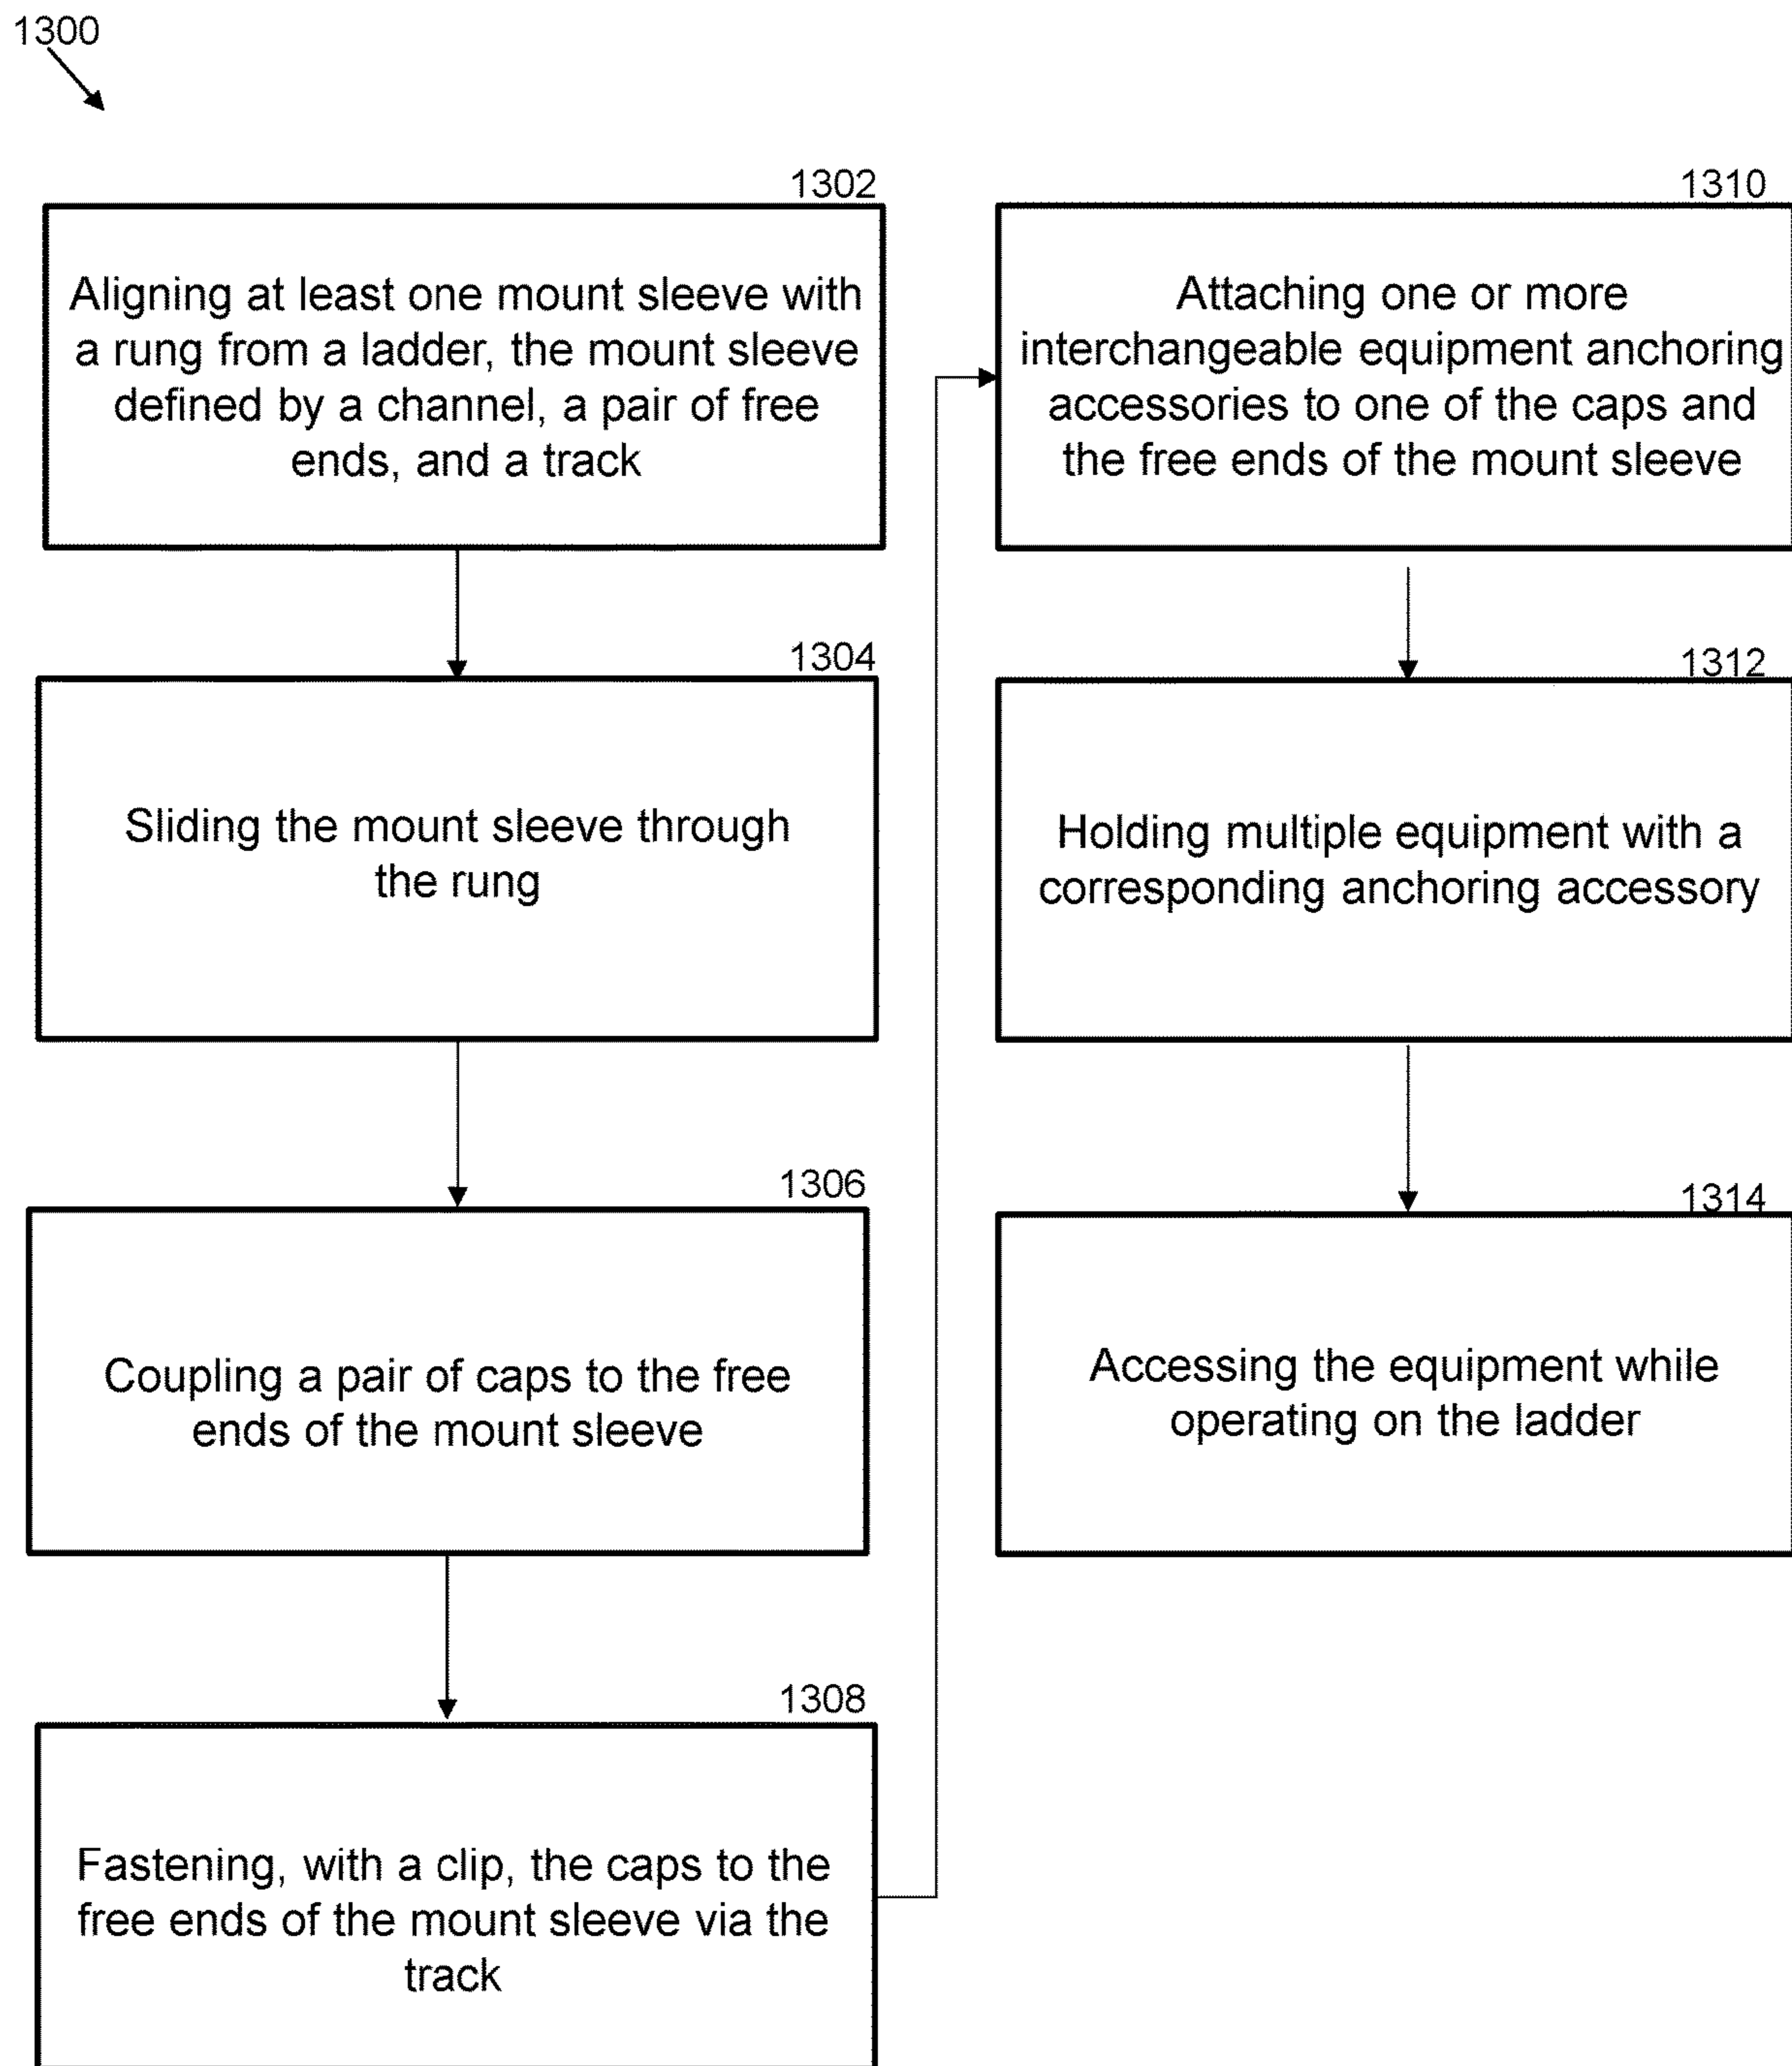 1300
1302
Aligning at least one mount sleeve with
a rung from a ladder, the mount sleeve
defined by a channel, a pair of free
ends, and a track
1304
Sliding the mount sleeve through
the rung
1306
Coupling a pair of caps to the free
ends of the mount sleeve
1308
Fastening, with a clip, the caps to the
free ends of the mount sleeve via the
track
1310
Attaching one or more
interchangeable equipment anchoring
accessories to one of the caps and
the free ends of the mount sleeve
1312
Holding multiple equipment with a
corresponding anchoring accessory
1314
Accessing the equipment while
operating on the ladder